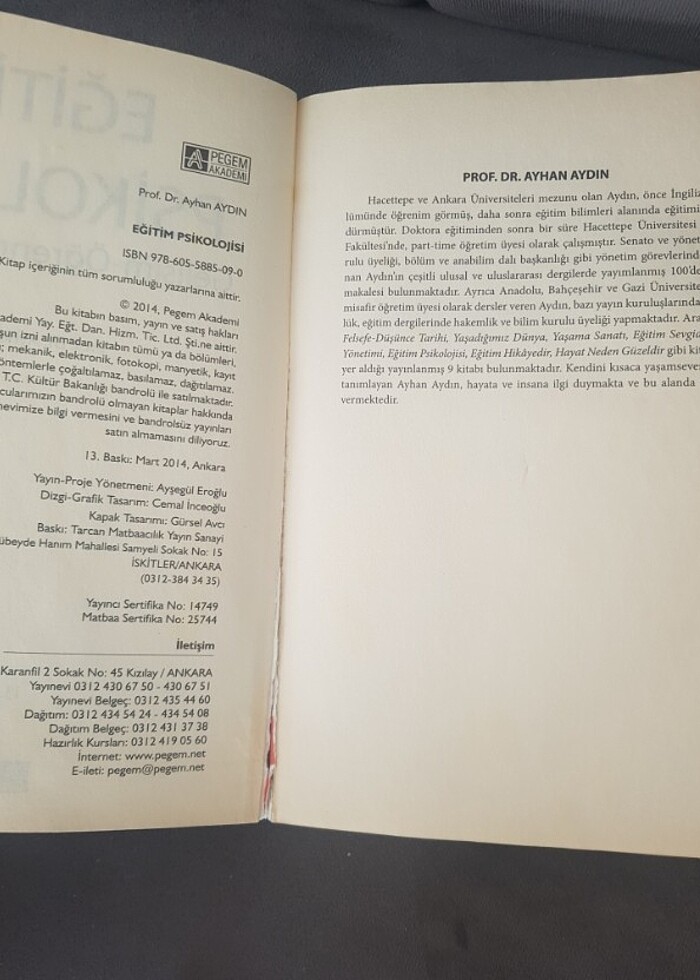 PEGEM
AKADEMİ
Prof. Dr. Ayhan AYDIN
EĞİTİM PSİKOLOJİSİ
ISBN 978-605-5885-09-0
Kitap içeriğinin tüm sorumluluğu yazarlarına aittir.
© 2014, Pegem Akademi
Bu kitabın basım, yayın ve satış hakları
ademi Yay. Eğt. Dan. Hizm. Tic. Ltd. Şti.ne aittir.
şun izni alınmadan kitabın tümü ya da bölümleri,
; mekanik, elektronik, fotokopi, manyetik, kayıt
öntemlerle çoğaltılamaz, basılamaz, dağıtılamaz.
T.C. Kültür Bakanlığı bandrolü ile satılmaktadır.
cularımızın bandrolü olmayan kitaplar hakkında
nevimize bilgi vermesini ve bandrolsüz yayınları
satın almamasını diliyoruz.
13. Baskı: Mart 2014, Ankara
Yayın-Proje Yönetmeni: Ayşegül Eroğlu
Dizgi-Grafik Tasarım: Cemal İnceoğlu
Kapak Tasarımı: Gürsel Avcı
Baskı: Tarcan Matbaacılık Yayın Sanayi
übeyde Hanım Mahallesi Samyeli Sokak No: 15
İSKİTLER/ANKARA
(0312-384 34 35)
Yayıncı Sertifika No: 14749
Matbaa Sertifika No: 25744
İletişim
Karanfil 2 Sokak No: 45 Kızılay / ANKARA
Yayınevi 0312 430 67 50 - 430 67 51
Yayınevi Belgeç: 0312 435 44 60
Dağıtım: 0312 434 54 24 - 434 54 08
Dağıtım Belgeç: 0312 431 37 38
Hazırlık Kursları: 0312 419 05 60
İnternet: www.pegem.net
E-ileti: pegem@pegem.net
PROF. DR. AYHAN AYDIN
Hacettepe ve Ankara Üniversiteleri mezunu olan Aydın, önce İngiliz
lümünde öğrenim görmüş, daha sonra eğitim bilimleri alanında eğitimi
dürmüştür. Doktora eğitiminden sonra bir süre Hacettepe Üniversitesi
Fakültesi'nde, part-time öğretim üyesi olarak çalışmıştır. Senato ve yönet
rulu üyeliği, bölüm ve anabilim dalı başkanlığı gibi yönetim görevlerind
nan Aydın'ın çeşitli ulusal ve uluslararası dergilerde yayımlanmış 100'de
makalesi bulunmaktadır. Ayrıca Anadolu, Bahçeşehir ve Gazi Üniversite
misafir öğretim üyesi olarak dersler veren Aydın, bazı yayın kuruluşlarında
lük, eğitim dergilerinde hakemlik ve bilim kurulu üyeliği yapmaktadır. Ara
Felsefe-Düşünce Tarihi, Yaşadığımız Dünya, Yaşama Sanatı, Eğitim Sevgid
Yönetimi, Eğitim Psikolojisi, Eğitim Hikâyedir, Hayat Neden Güzeldir gibi kit
yer aldığı yayınlanmış 9 kitabı bulunmaktadır. Kendini kısaca yaşamsever
tanımlayan Ayhan Aydın, hayata ve insana ilgi duymakta ve bu alanda
vermektedir.